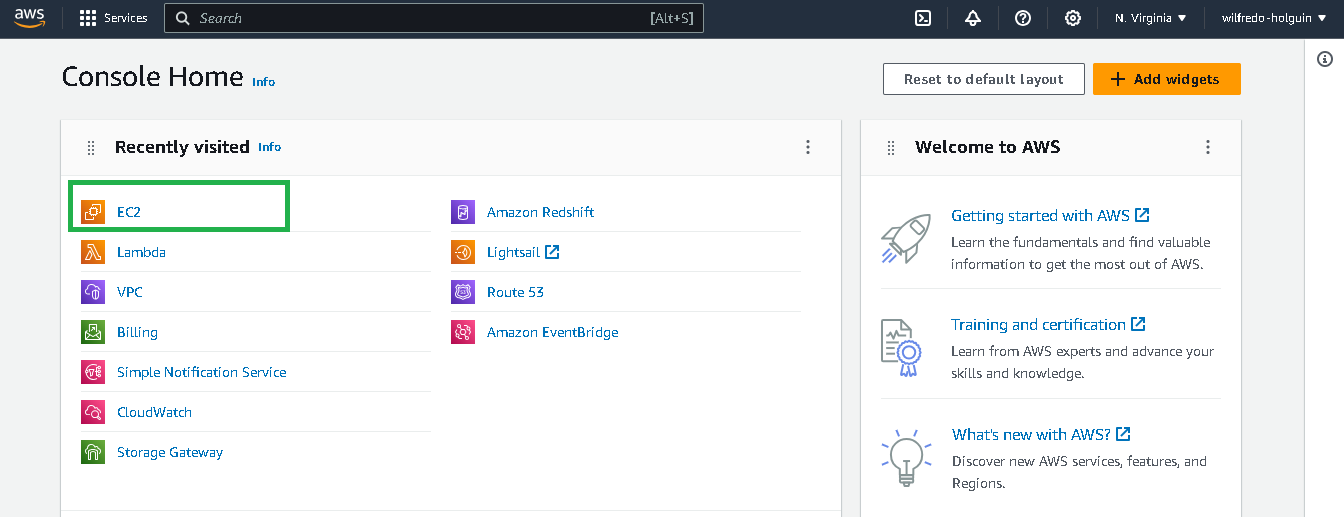 aws
Services
Search
[Alt+S]
N. Virginia
wilfredo-holguin
Console Home
Info
Reset to default layout
Add widgets
Recently visited
Info
EC2
Lambda
VPC
Billing
Simple Notification Service
CloudWatch
Storage Gateway
Amazon Redshift
Lightsail
Route 53
Amazon EventBridge
Welcome to AWS
Getting started with AWS
Learn the fundamentals and find valuable
information to get the most out of AWS.
Training and certification
Learn from AWS experts and advance your
skills and knowledge.
What's new with AWS?
Discover new AWS services, features, and
Regions.